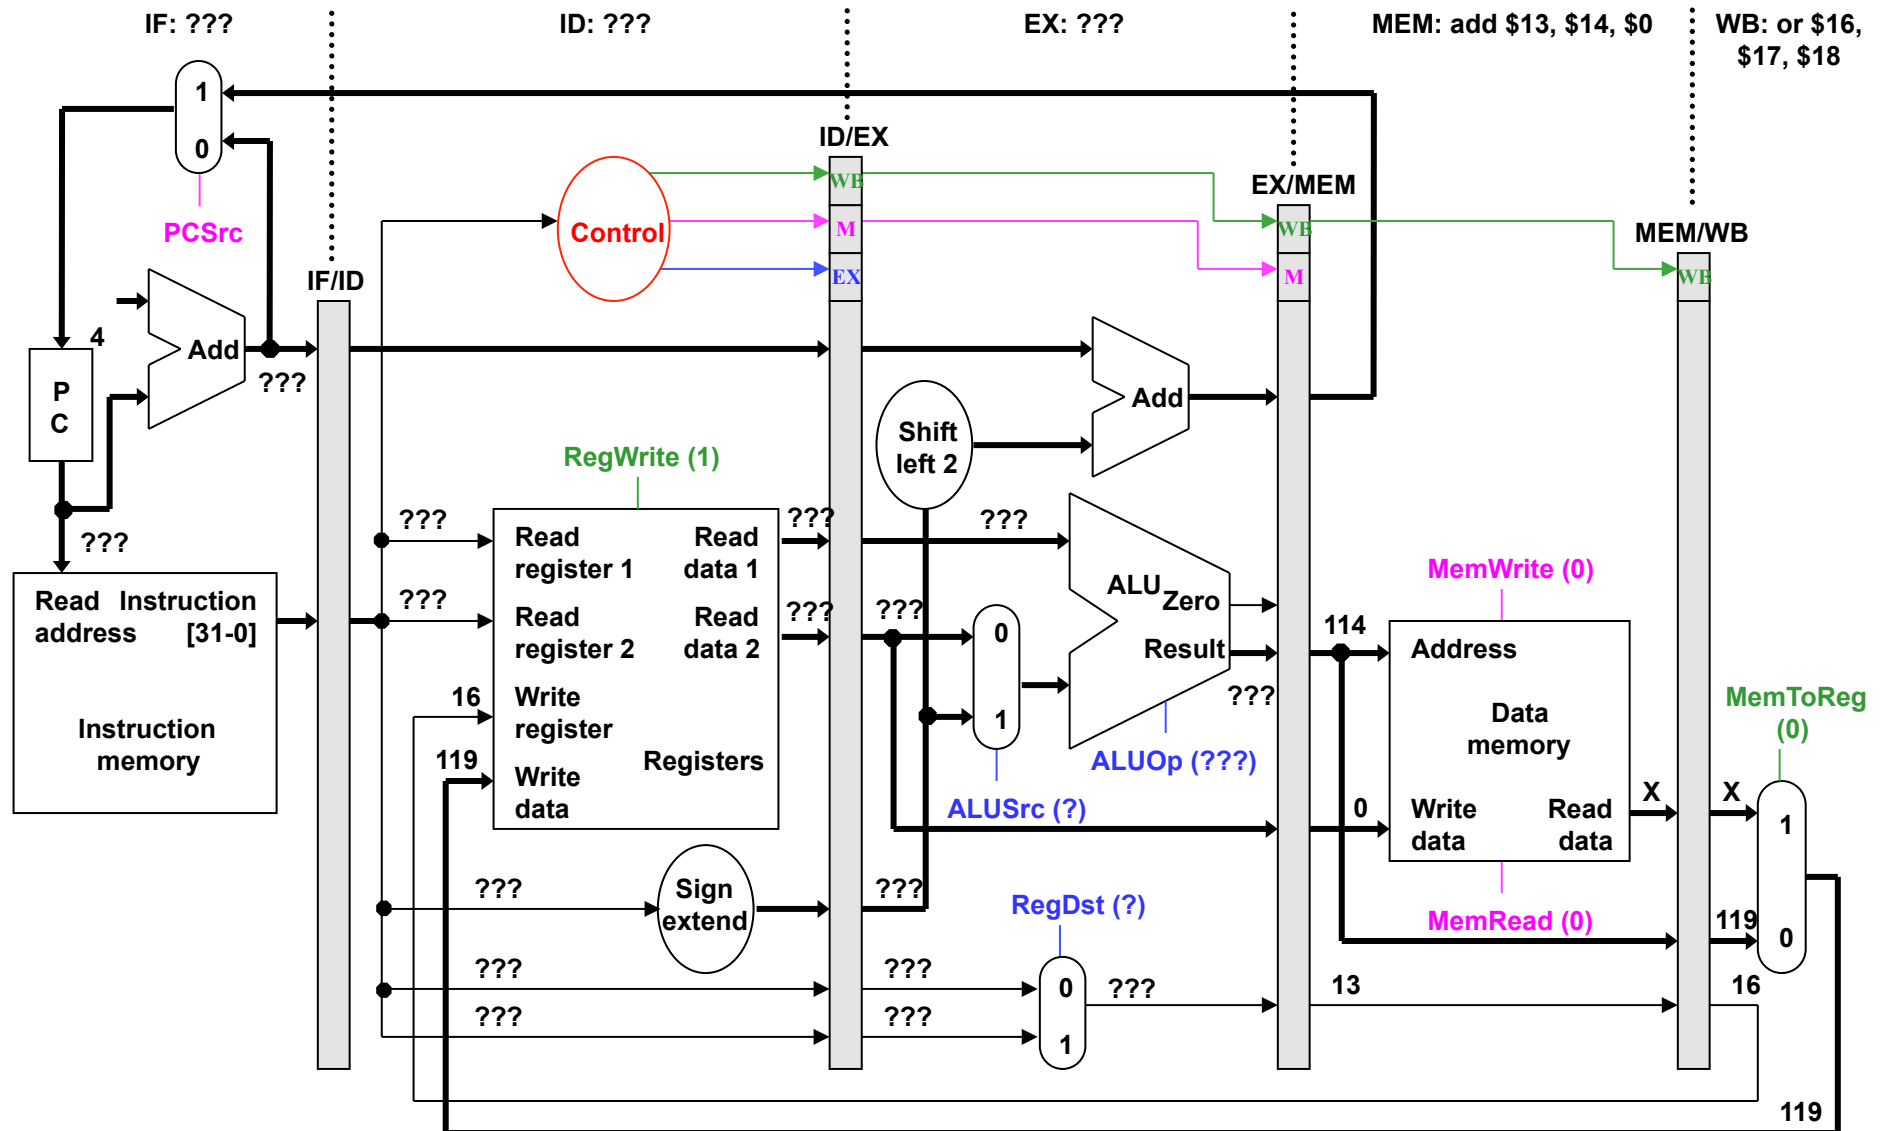 IF: ???
ID: ???
EX: ???
MEM: add $13, $14, $0
WB: or $16,
$17, $18
1
0
PCSrc
ID/EX
WB
M
EX
Control
EX/MEM
WB
M
MEM/WB
WB
IF/ID
4
Add
???
P
C
Add
Shift
left 2
RegWrite (1)
???
???
Read
address
Instruction
[31-0]
Instruction
memory
???
???
Read
register 1
Read
data 1
Read
register 2
Read
data 2
16
Write
register
119
Write
data
Registers
???
???
???
???
0
1
ALU
Zero
Result
???
ALUOp (???)
ALUSrc (?)
MemWrite (0)
114
Address
Data
memory
0
Write
data
Read
data
X
X
MemToReg
(0)
1
0
119
MemRead (0)
???
Sign
extend
???
RegDst (?)
???
???
???
???
0
1
???
13
16
119